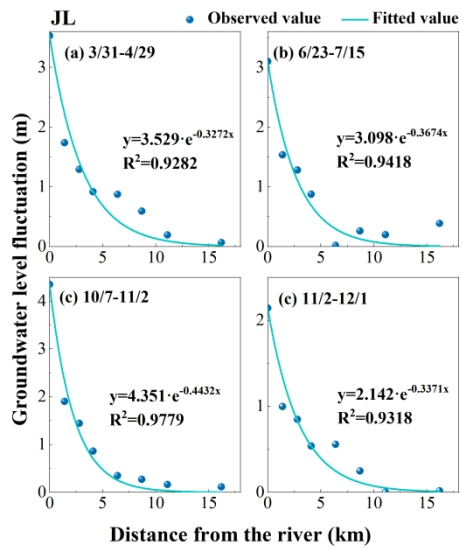 JL
Observed value
Fitted value
Groundwater level fluctuation (m)
(a) 3/31-4/29
y=3.529·e^-0.3272x
R²=0.9282
3
2
1
0
0 5 10 15
(b) 6/23-7/15
y=3.098·e^-0.3674x
R²=0.9418
3
2
1
0
0 5 10 15
(c) 10/7-11/2
y=4.351·e^-0.4432x
R²=0.9779
4
3
2
1
0
0 5 10 15
(c) 11/2-12/1
y=2.142·e^-0.3371x
R²=0.9318
2
1
0
0 5 10 15
Distance from the river (km)